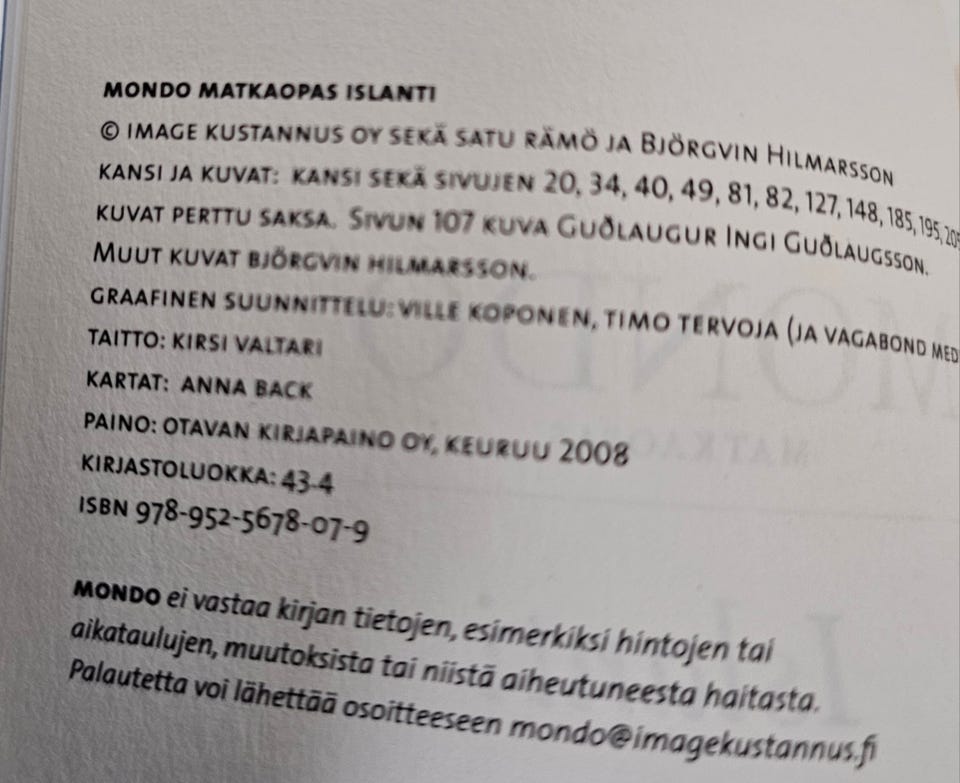 MONDO MATKAOPAS ISLANTI
© IMAGE KUSTANNUS OY SEKÄ SATU RÄMÖ JA BJÖRGVIN HILMARSSON
KANSI JA KUVAT: KANSI SEKÄ SIVUJEN 20, 34, 40, 49, 81, 82, 127, 148, 185, 195, 205
KUVAT PERTTU SAKSA. SIVUN 107 KUVA GUÐLAUGUR INGI GUÐLAUGSSON.
MUUT KUVAT BJÖRGVIN HILMARSSON.
GRAAFINEN SUUNNITTELU: VILLE KOPONEN, TIMO TERVOJA (JA VAGABOND MED
TAITTO: KIRSI VALTARI
KARTAT: ANNA BACK
PAINO: OTAVAN KIRJAPAINO OY, KEURUU 2008
KIRJASTOLUOKKA: 43.4
ISBN 978-952-5678-07-9
MONDO ei vastaa kirjan tietojen, esimerkiksi hintojen tai
aikataulujen, muutoksista tai niistä aiheutuneesta haitasta.
Palautetta voi lähettää osoitteeseen mondo@imagekustannus.fi